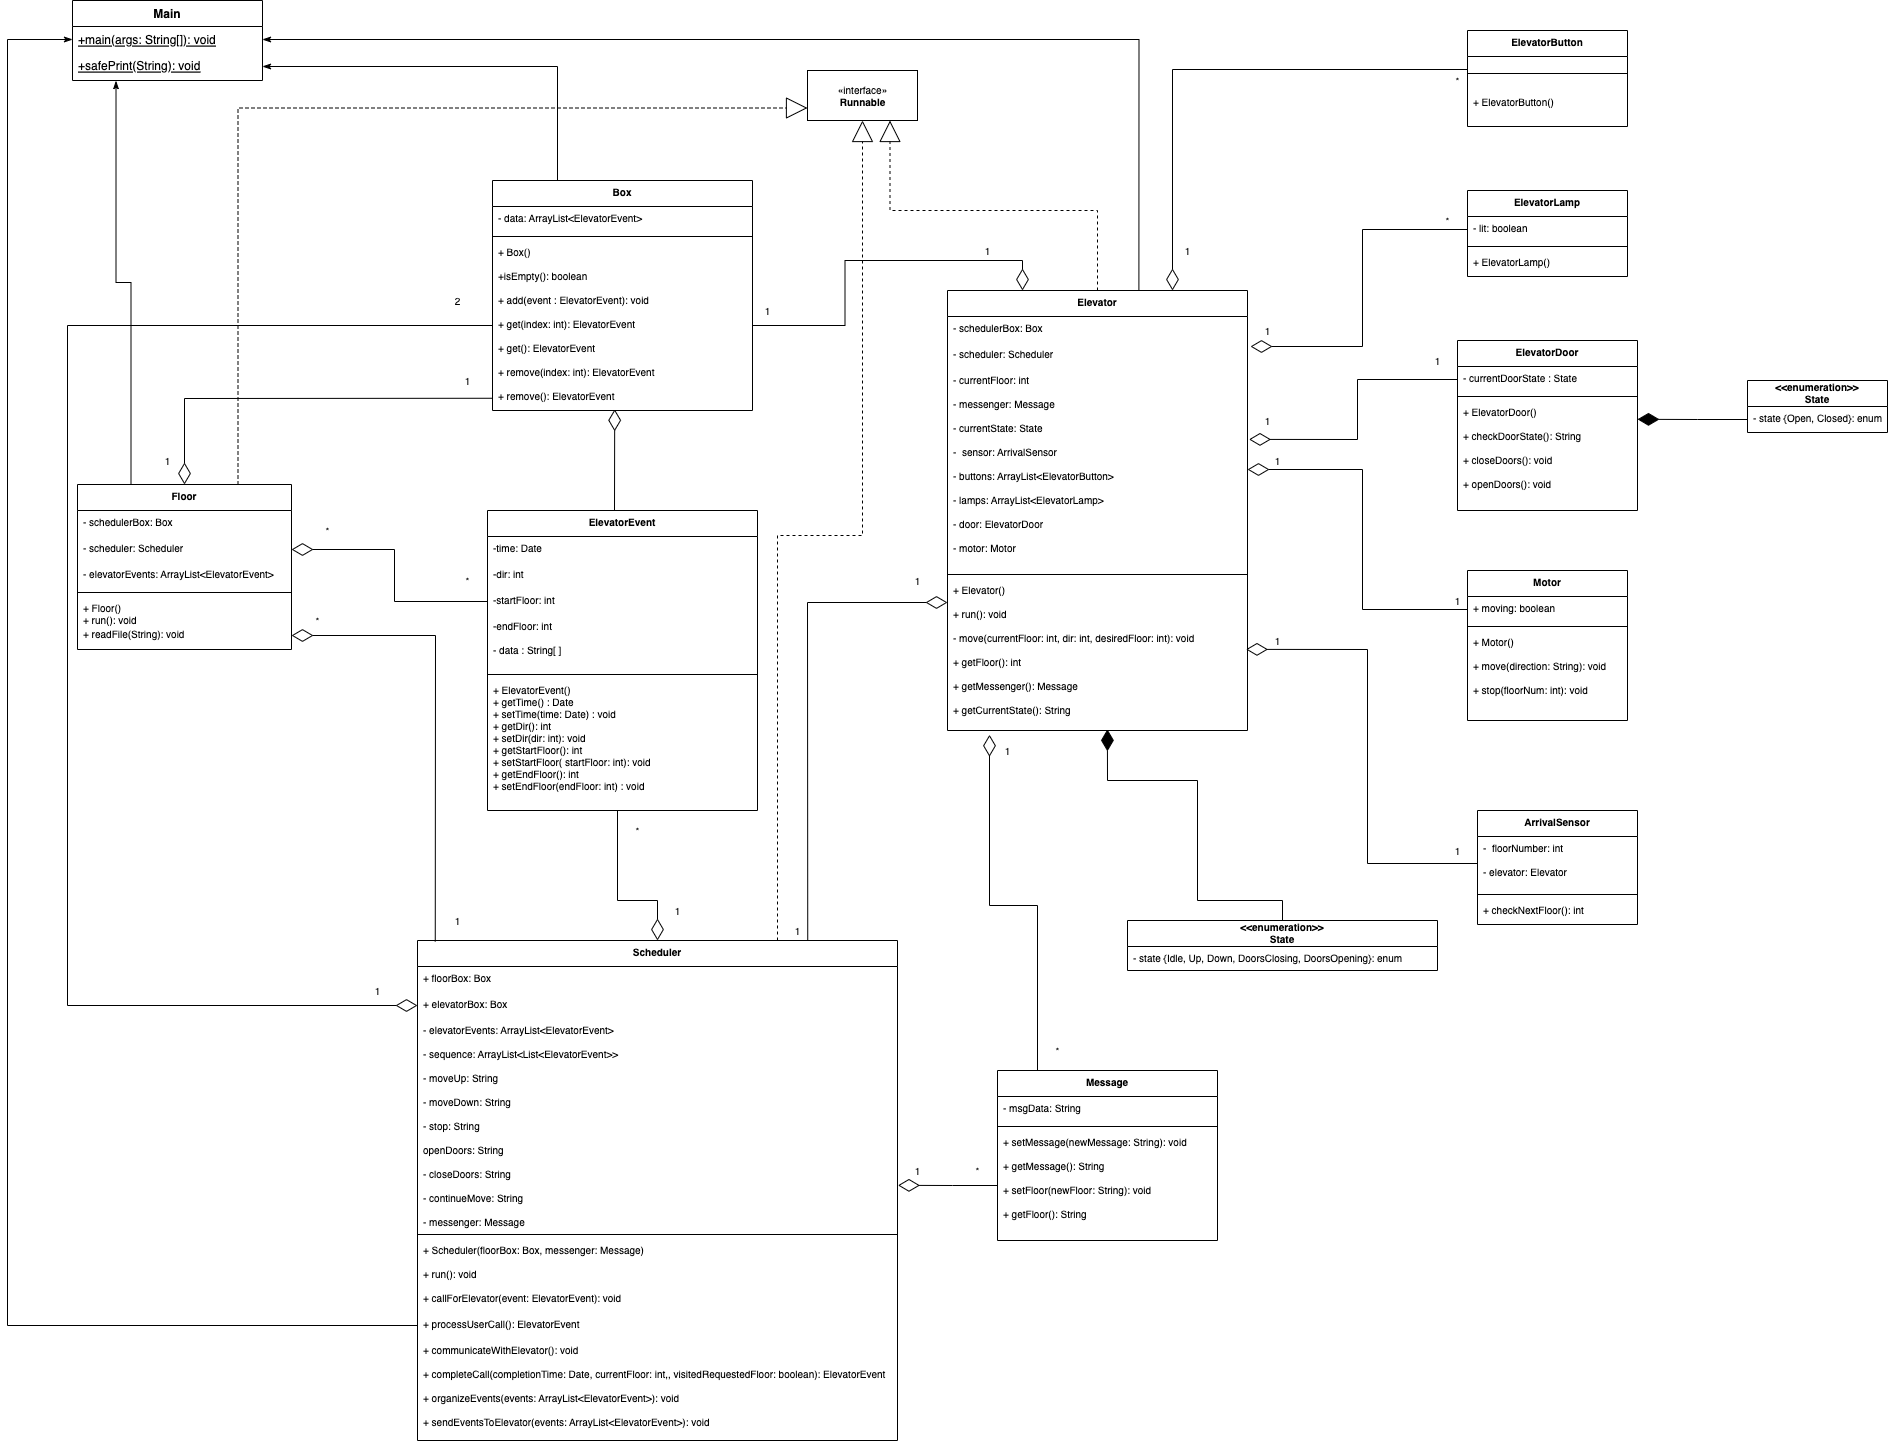 Main
+main(args: String[]): void
+safePrint(String): void
«interface»
Runnable
ElevatorButton
*
+ ElevatorButton()
Box
- data: ArrayList<ElevatorEvent>
+ Box()
+isEmpty(): boolean
+ add(event : ElevatorEvent): void
+ get(index: int): ElevatorEvent
+ get(): ElevatorEvent
+ remove(index: int): ElevatorEvent
+ remove(): ElevatorEvent
2
1
1
1
1
ElevatorLamp
- lit: boolean
+ ElevatorLamp()
*
1
Elevator
- schedulerBox: Box
- scheduler: Scheduler
- currentFloor: int
- messenger: Message
- currentState: State
- sensor: ArrivalSensor
- buttons: ArrayList<ElevatorButton>
- lamps: ArrayList<ElevatorLamp>
- door: ElevatorDoor
- motor: Motor
+ Elevator()
+ run(): void
- move(currentFloor: int, dir: int, desiredFloor: int): void
+ getFloor(): int
+ getMessenger(): Message
+ getCurrentState(): String
1
1
1
1
1
ElevatorDoor
- currentDoorState : State
+ ElevatorDoor()
+ checkDoorState(): String
+ closeDoors(): void
+ openDoors(): void
<<enumeration>>
State
- state {Open, Closed}: enum
1
Floor
- schedulerBox: Box
- scheduler: Scheduler
- elevatorEvents: ArrayList<ElevatorEvent>
+ Floor()
+ run(): void
+ readFile(String): void
*
*
*
ElevatorEvent
-time: Date
-dir: int
-startFloor: int
-endFloor: int
- data : String[ ]
+ ElevatorEvent()
+ getTime() : Date
+ setTime(time: Date) : void
+ getDir(): int
+ setDir(dir: int): void
+ getStartFloor(): int
+ setStartFloor( startFloor: int): void
+ getEndFloor(): int
+ setEndFloor(endFloor: int) : void
*
1
1
1
Motor
+ moving: boolean
+ Motor()
+ move(direction: String): void
+ stop(floorNum: int): void
1
1
ArrivalSensor
- floorNumber: int
- elevator: Elevator
+ checkNextFloor(): int
1
<<enumeration>>
State
- state {Idle, Up, Down, DoorsClosing, DoorsOpening}: enum
1
Scheduler
+ floorBox: Box
+ elevatorBox: Box
- elevatorEvents: ArrayList<ElevatorEvent>
- sequence: ArrayList<List<ElevatorEvent>>
- moveUp: String
- moveDown: String
- stop: String
openDoors: String
- closeDoors: String
- continueMove: String
- messenger: Message
+ Scheduler(floorBox: Box, messenger: Message)
+ run(): void
+ callForElevator(event: ElevatorEvent): void
+ processUserCall(): ElevatorEvent
+ communicateWithElevator(): void
+ completeCall(completionTime: Date, currentFloor: int,, visitedRequestedFloor: boolean): ElevatorEvent
+ organizeEvents(events: ArrayList<ElevatorEvent>): void
+ sendEventsToElevator(events: ArrayList<ElevatorEvent>): void
*
Message
- msgData: String
+ setMessage(newMessage: String): void
+ getMessage(): String
+ setFloor(newFloor: String): void
+ getFloor(): String
1
*